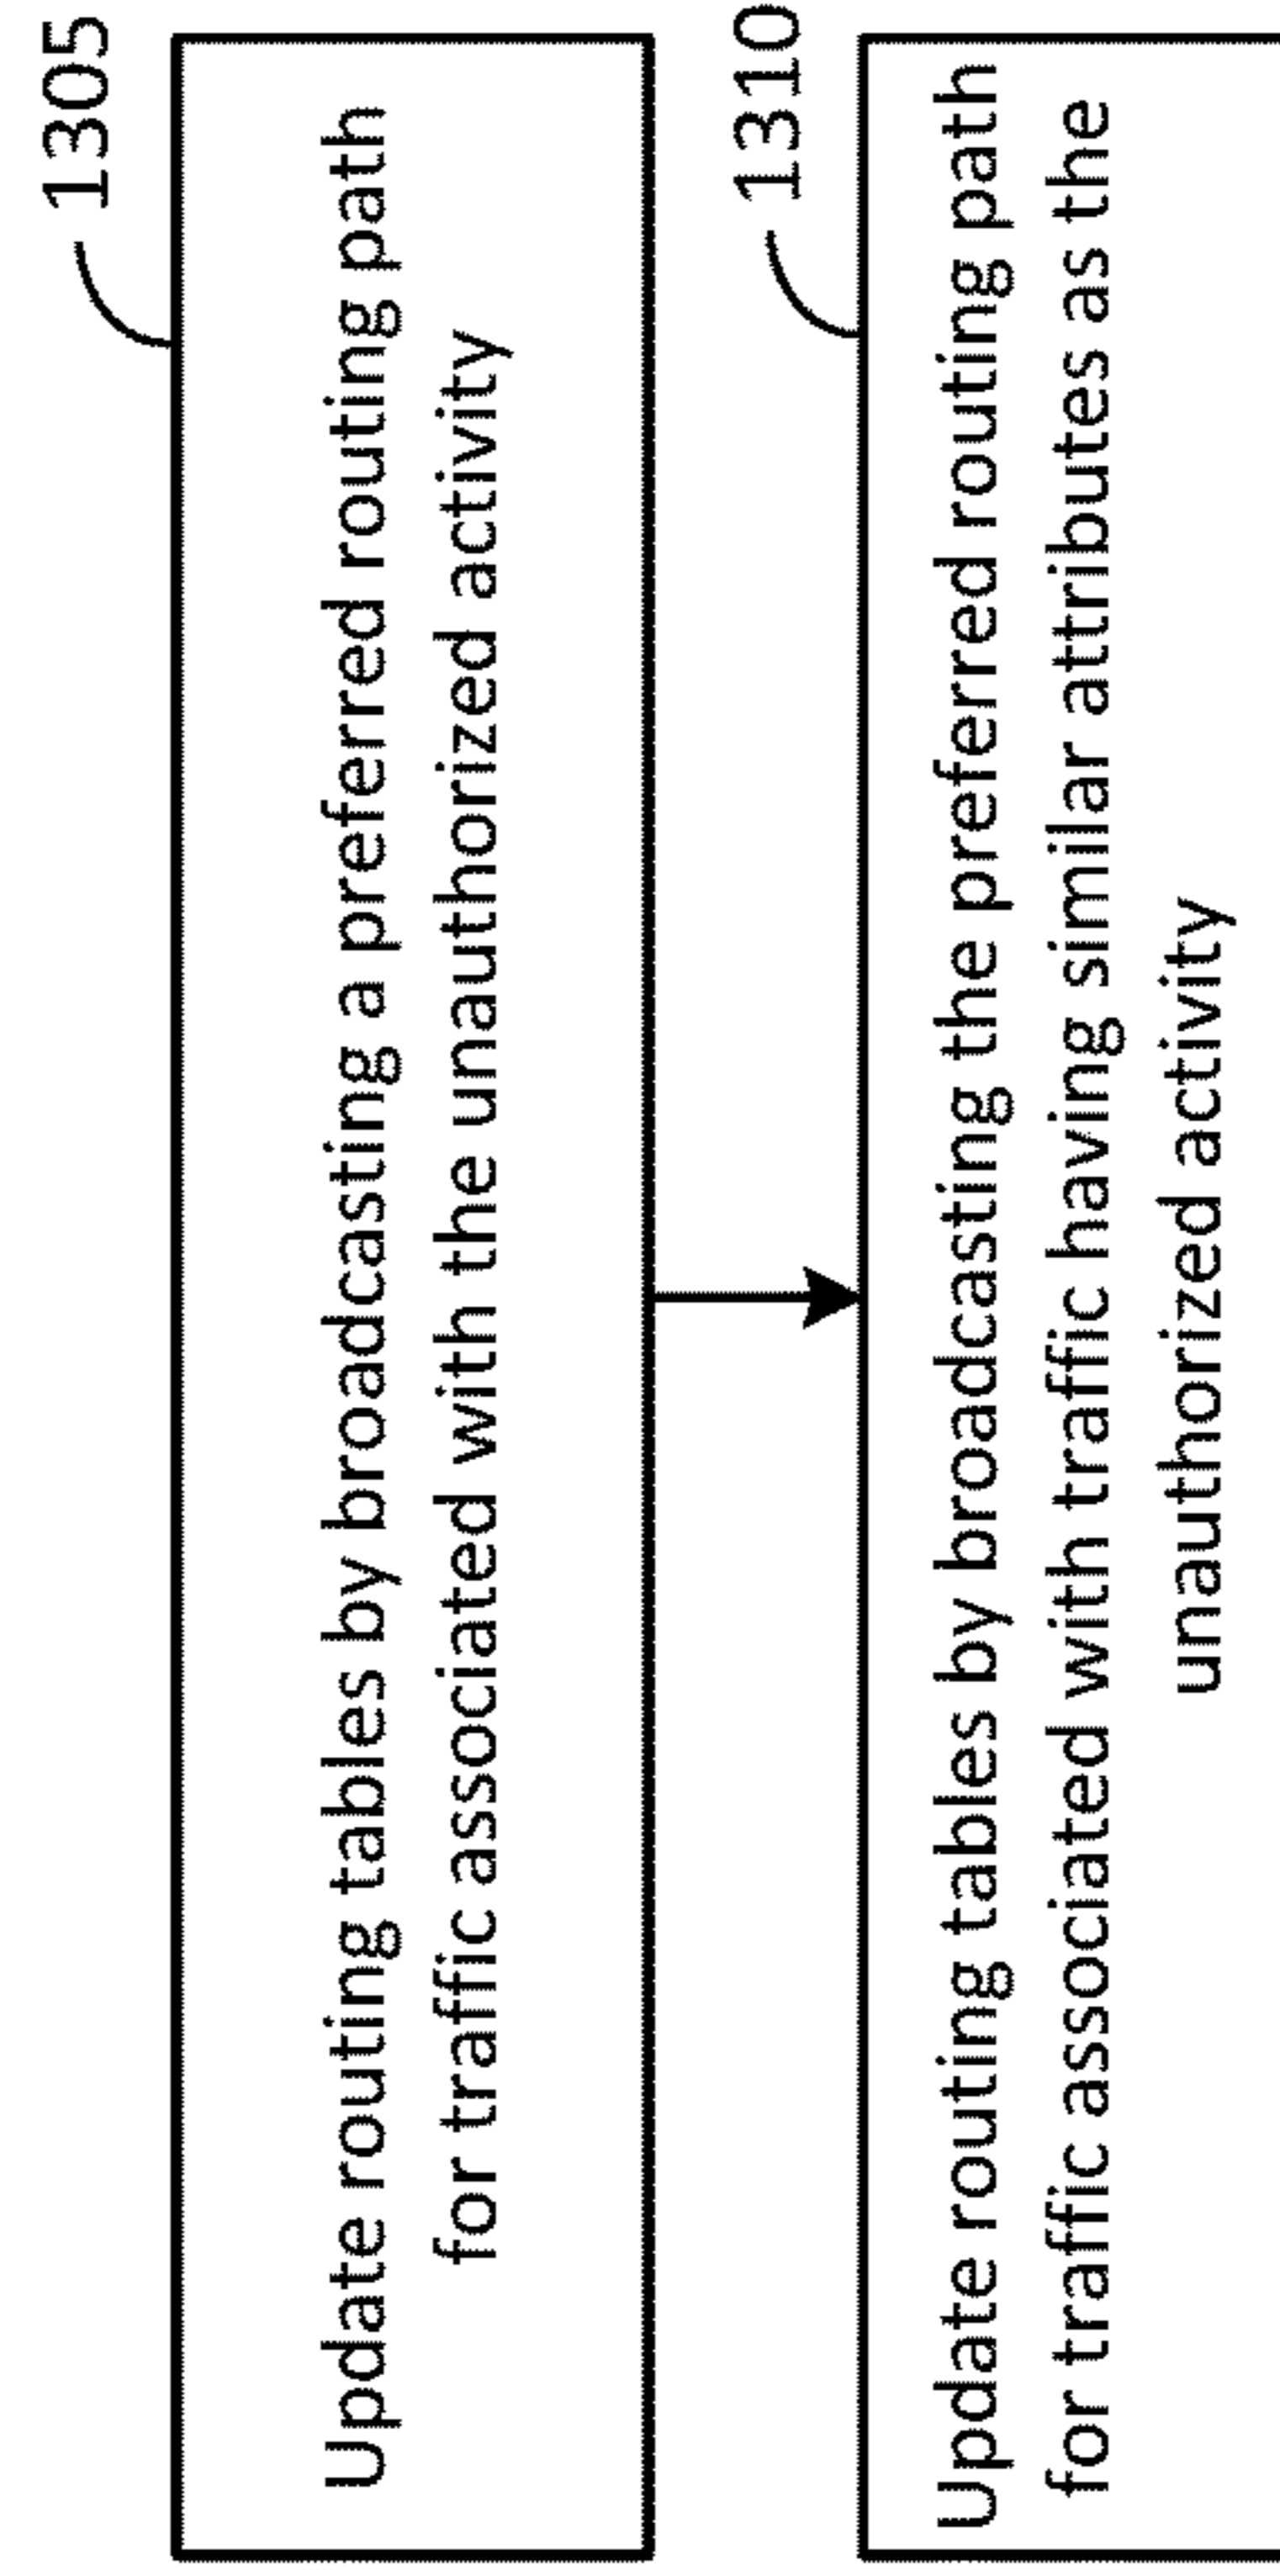 1305
Update routing tables by broadcasting a preferred routing path
for traffic associated with the unauthorized activity
1310
Update routing tables by broadcasting the preferred routing path
for traffic associated with traffic having similar attributes as the
unauthorized activity